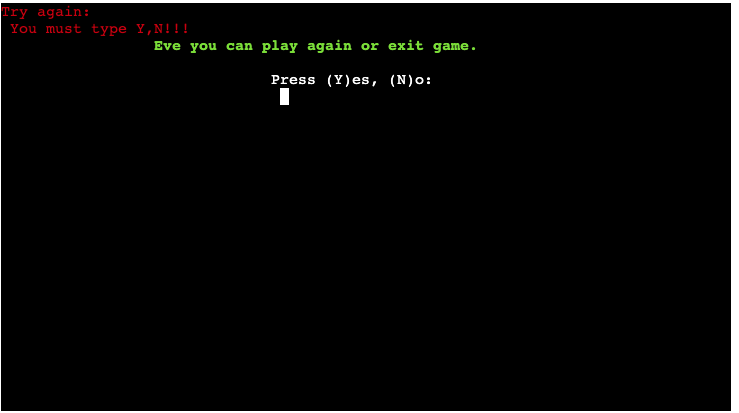 Try again:
You must type Y,N!!!
Eve you can play again or exit game.
Press (Y)es, (N)o: